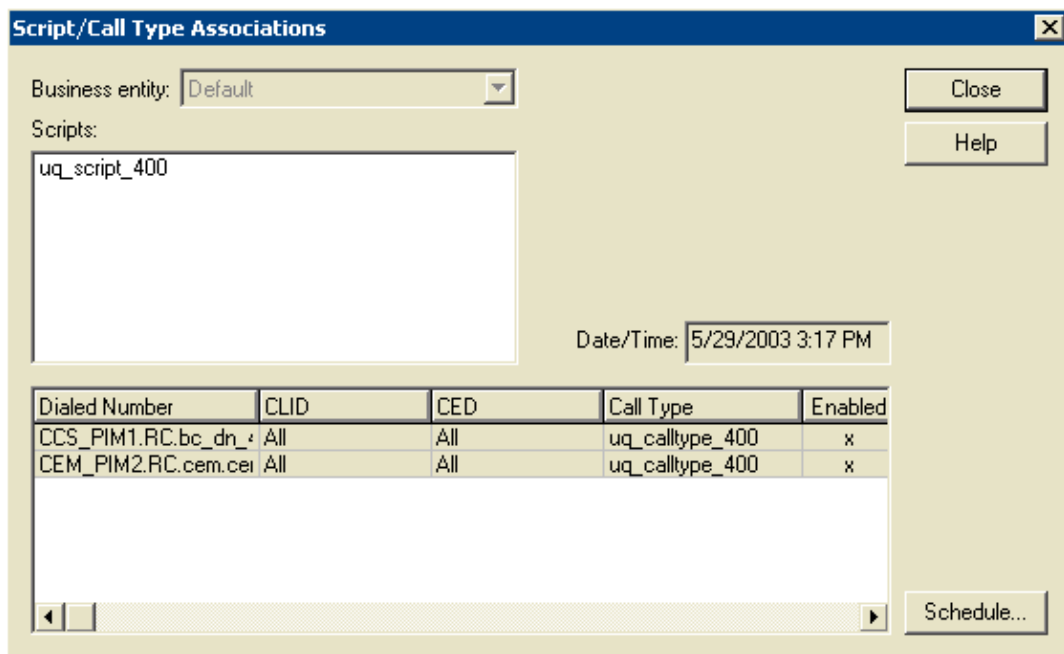 Script/Call Type Associations
Business entity: Default
Close
Scripts:
Help
uq_script_400
Date/Time: 5/29/2003 3:17 PM
Dialed Number CLID CED Call Type Enabled
CCS_PIM1.RC.bc_dn_ All All uq_calltype_400 x
CEM_PIM2.RC.cem.ce All All uq_calltype_400 x
Schedule...